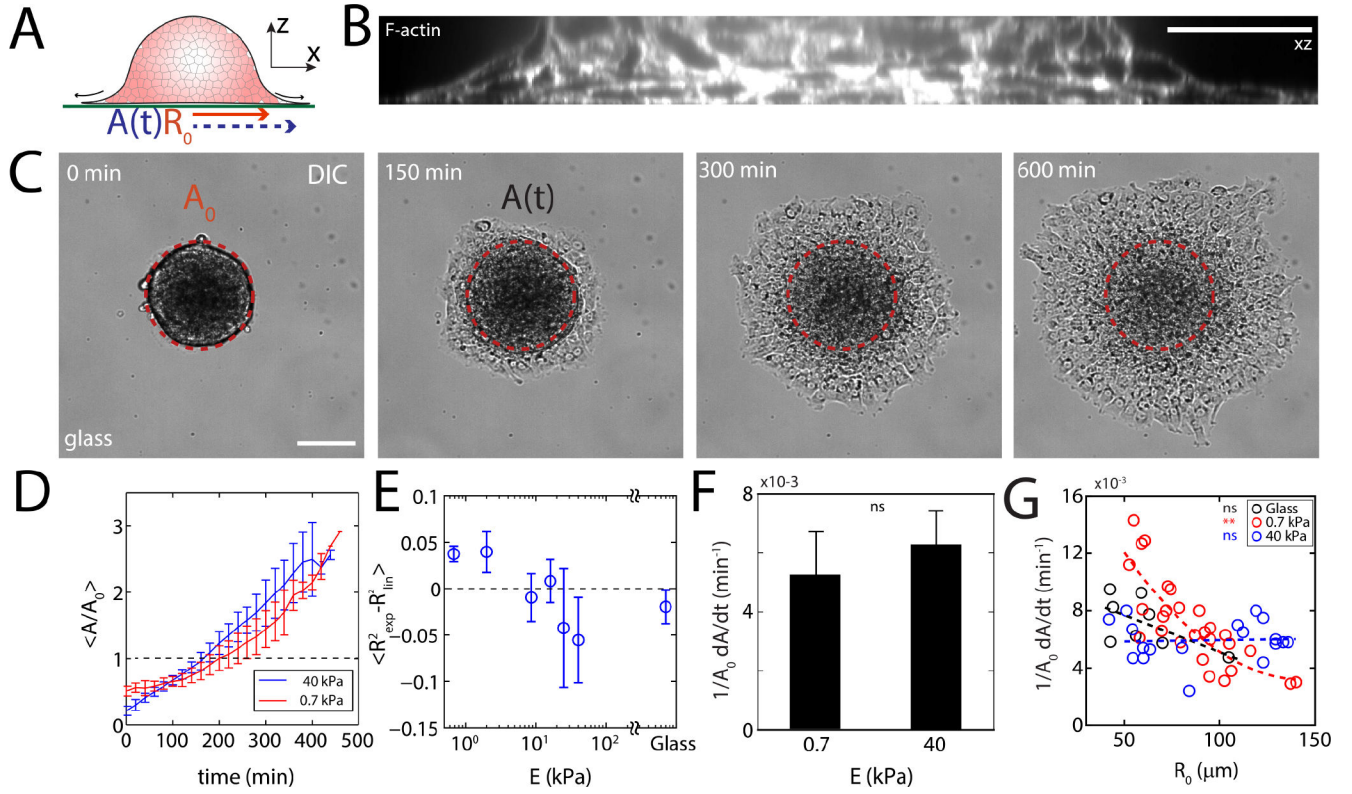 A
z
x
A(t)R₀
B
F-actin
xz
C
0 min
DIC
A₀
glass
150 min
A(t)
300 min
600 min
D
<A/A₀>
3
2
1
0
40 kPa
0.7 kPa
0 100 200 300 400 500
time (min)
E
<R²exp-R²lin>
0.1
0.05
0
−0.05
−0.1
−0.15
10⁰ 10¹ 10² Glass
E (kPa)
F
x10⁻³
1/A₀ dA/dt (min⁻¹)
8
4
0
ns
0.7 40
E (kPa)
G
x10⁻³
1/A₀ dA/dt (min⁻¹)
16
12
8
4
0
ns Glass
** 0.7 kPa
ns 40 kPa
50 100 150
R₀ (μm)